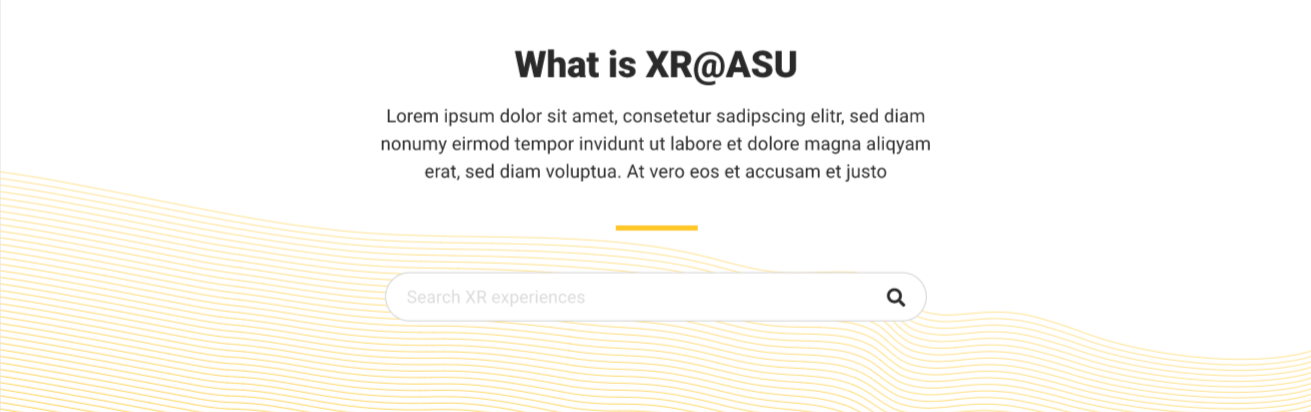 What is XR@ASU
Lorem ipsum dolor sit amet, consetetur sadipscing elitr, sed diam
nonumy eirmod tempor invidunt ut labore et dolore magna aliqyam
erat, sed diam voluptua. At vero eos et accusam et justo
Search XR experiences